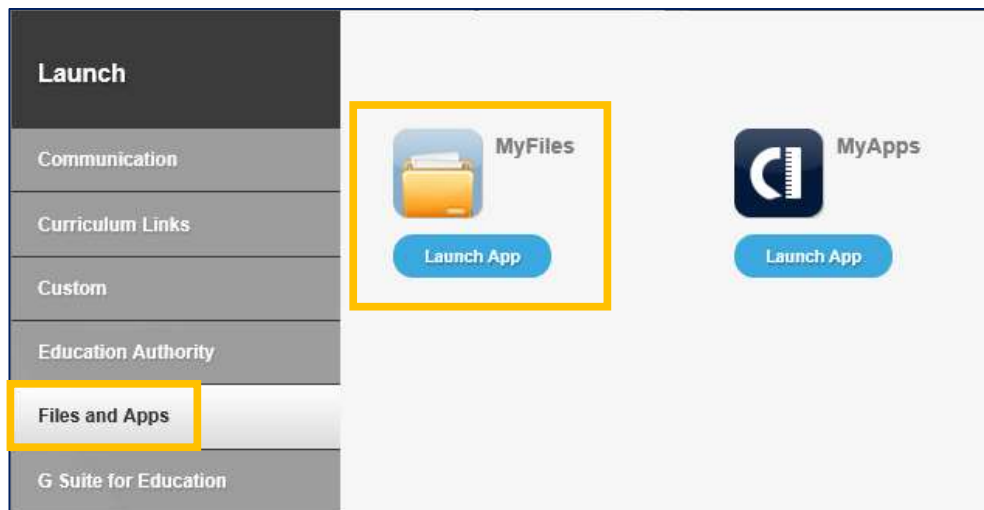 Launch
Communication
Curriculum Links
Custom
Education Authority
Files and Apps
G Suite for Education
MyFiles
Launch App
MyApps
Launch App